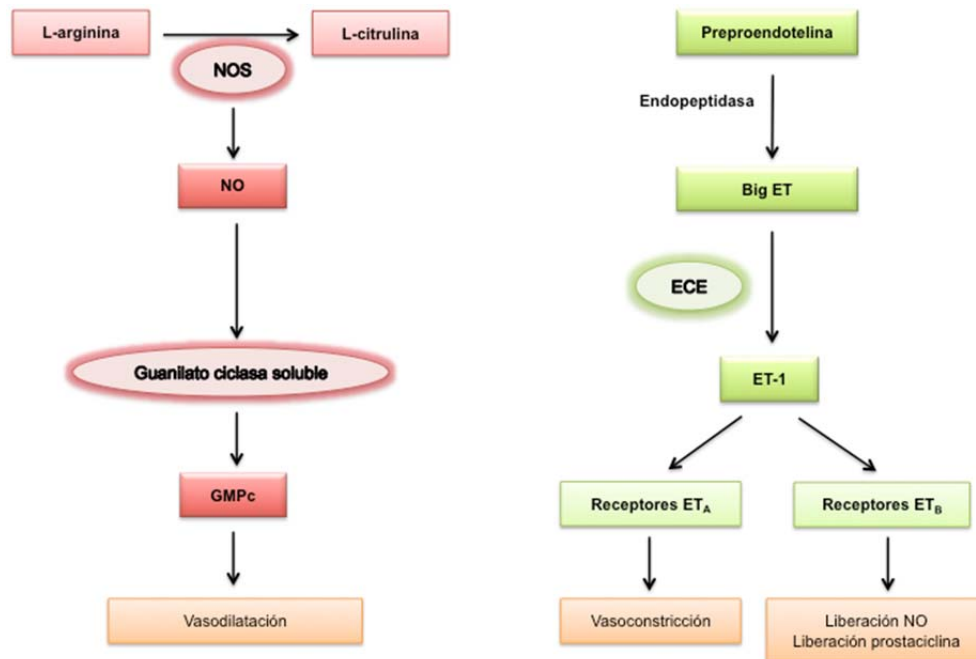 L-arginina
L-citrulina
NOS
NO
Guanilato ciclasa soluble
GMPc
Vasodilatación
Preproendotelina
Endopeptidasa
Big ET
ECE
ET-1
Receptores ETA
Receptores ETB
Vasoconstricción
Liberación NO
Liberación prostaciclina